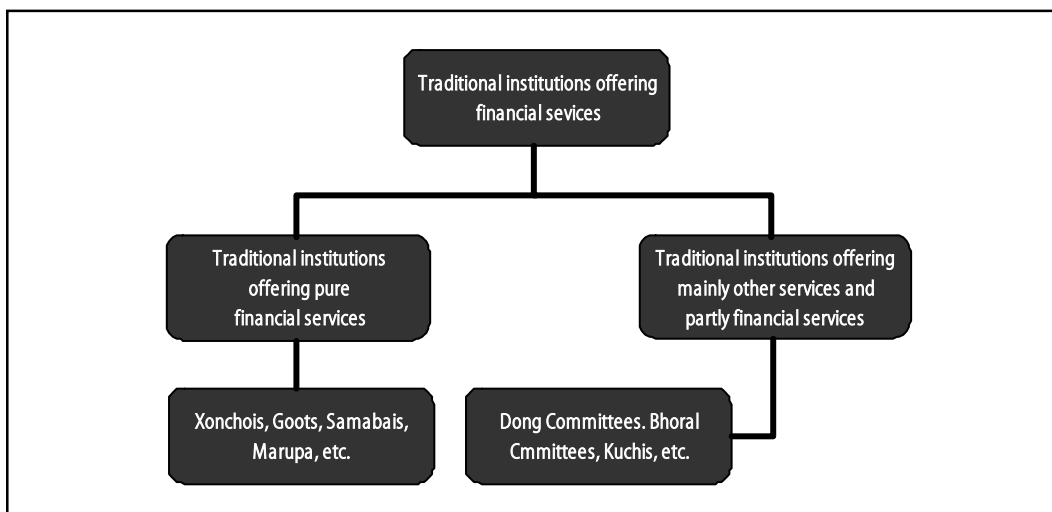 Traditional institutions offering
financial sevices
Traditional institutions
offering pure
financial services
Traditional institutions offering
mainly other services and
partly financial services
Xonchois, Goots, Samabais,
Marupa, etc.
Dong Committees. Bhoral
Cmmittees, Kuchis, etc.